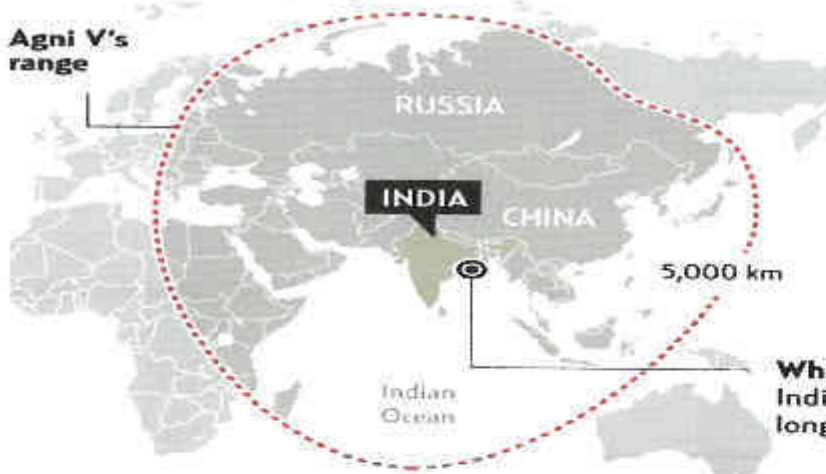 Agni V's
range
RUSSIA
INDIA
CHINA
5,000 km
Indian
Ocean
Wh
Indi
long